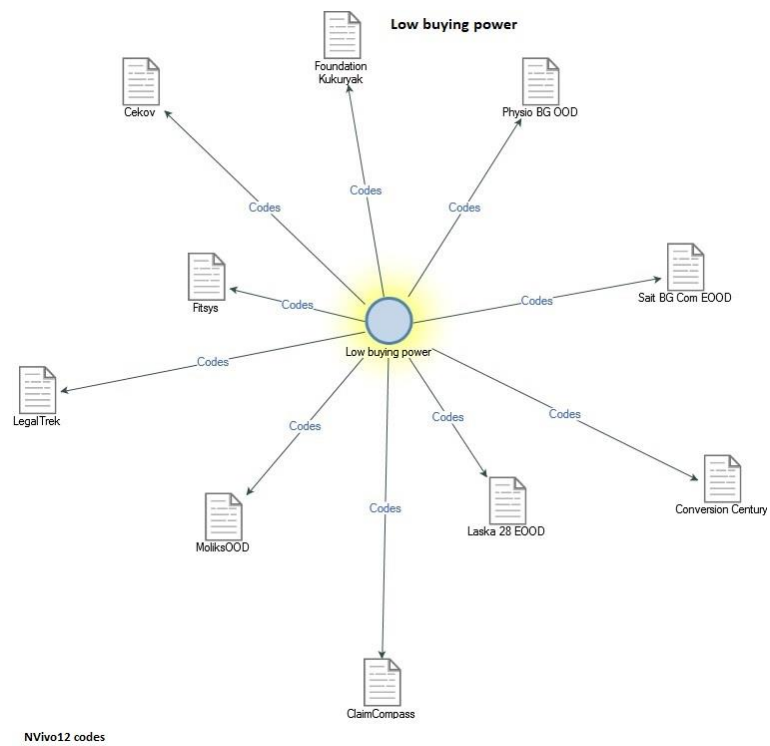 Low buying power
Foundation
Kukuryak
Cekov
Physio BG OOD
Codes
Codes
Codes
Fitsys
Codes
Codes
Sait BG Com EOOD
Low buying power
Codes
LegalTrek
Codes
Codes
Codes
Codes
Conversion Century
Laska 28 EOOD
MoliksOOD
ClaimCompass
NVivo12 codes